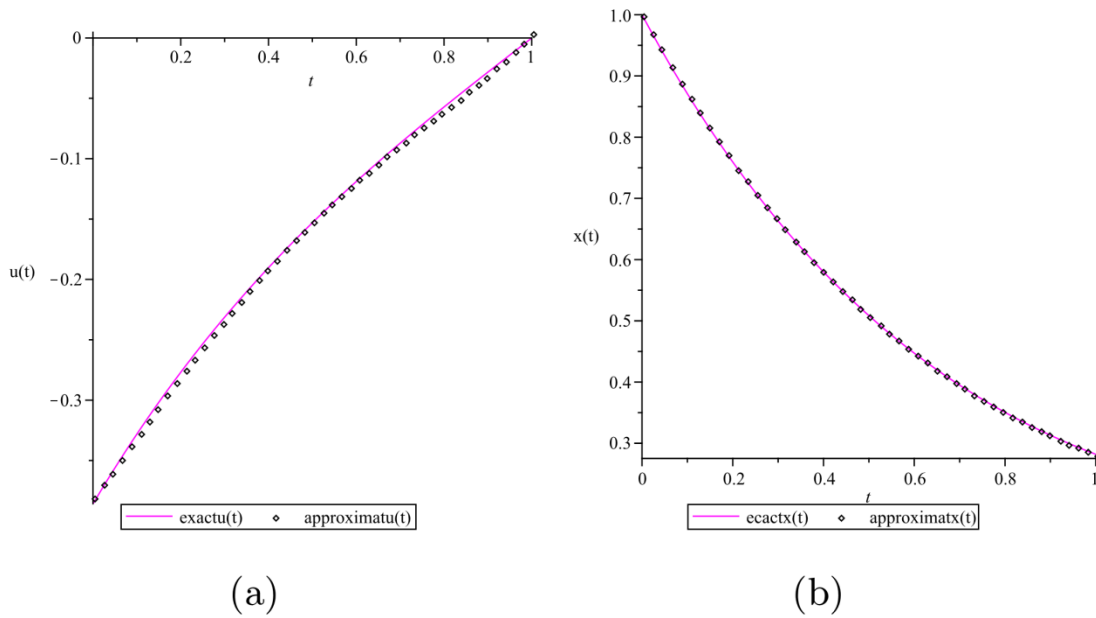 0
0.2 0.4 0.6 0.8 1
t
−0.1
u(t)
−0.2
−0.3
exactu(t) approximatu(t)
(a)
1.0
0.9
0.8
0.7
x(t)
0.6
0.5
0.4
0.3
0 0.2 0.4 0.6 0.8 1
t
ecactx(t) approximatx(t)
(b)